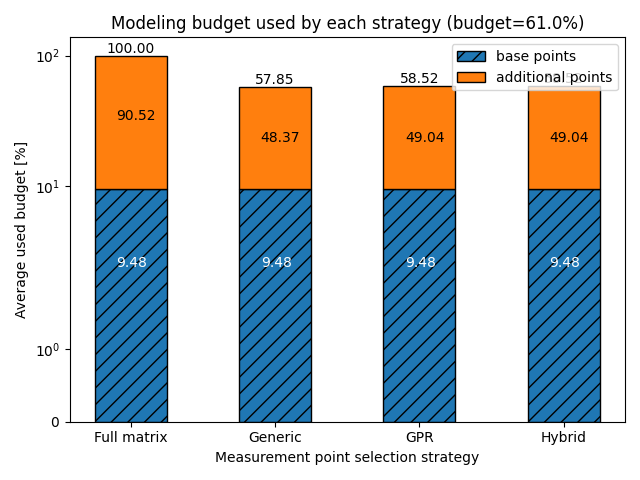 Modeling budget used by each strategy (budget=61.0%)
base points
additional points
100.00
57.85
58.52
90.52
48.37
49.04
49.04
9.48
9.48
9.48
9.48
10²
10¹
10⁰
0
Average used budget [%]
Full matrix
Generic
GPR
Hybrid
Measurement point selection strategy